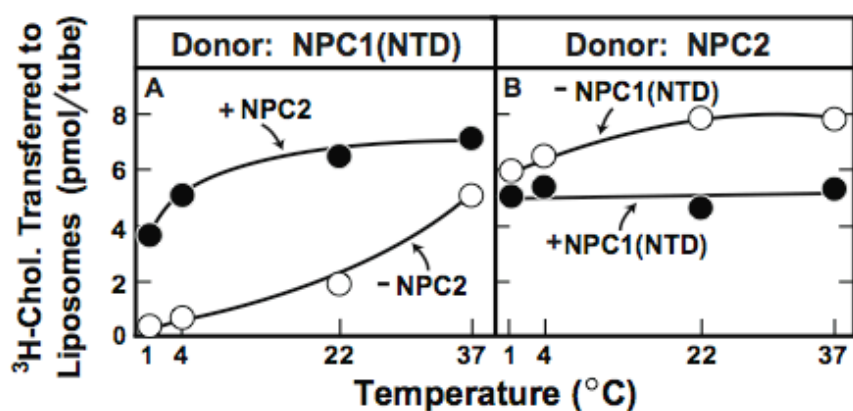 Donor: NPC1(NTD)
Donor: NPC2
³H-Chol. Transferred to
Liposomes (pmol/tube)
A
+ NPC2
- NPC2
B
- NPC1(NTD)
+NPC1(NTD)
8
6
4
2
0
1 4 22 37
1 4 22 37
Temperature (°C)